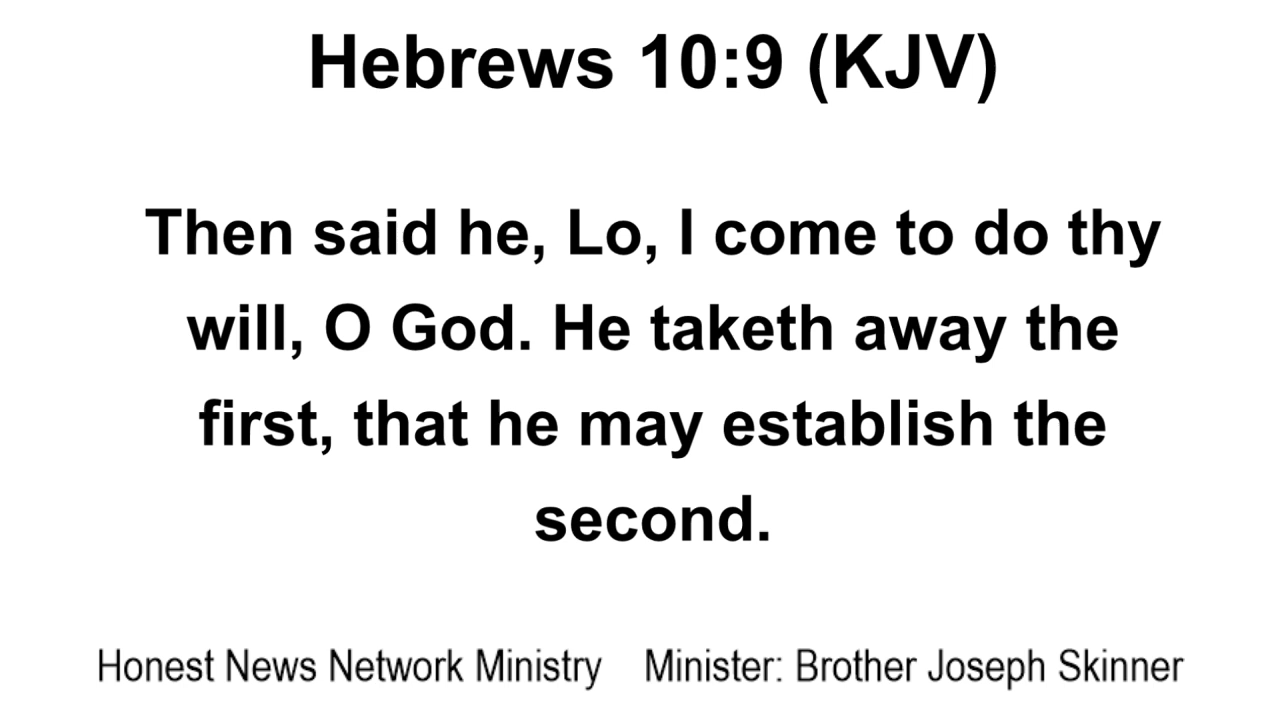 Hebrews 10:9 (KJV)
Then said he, Lo, I come to do thy
will, O God. He taketh away the
first, that he may establish the
second.
Honest News Network Ministry    Minister: Brother Joseph Skinner